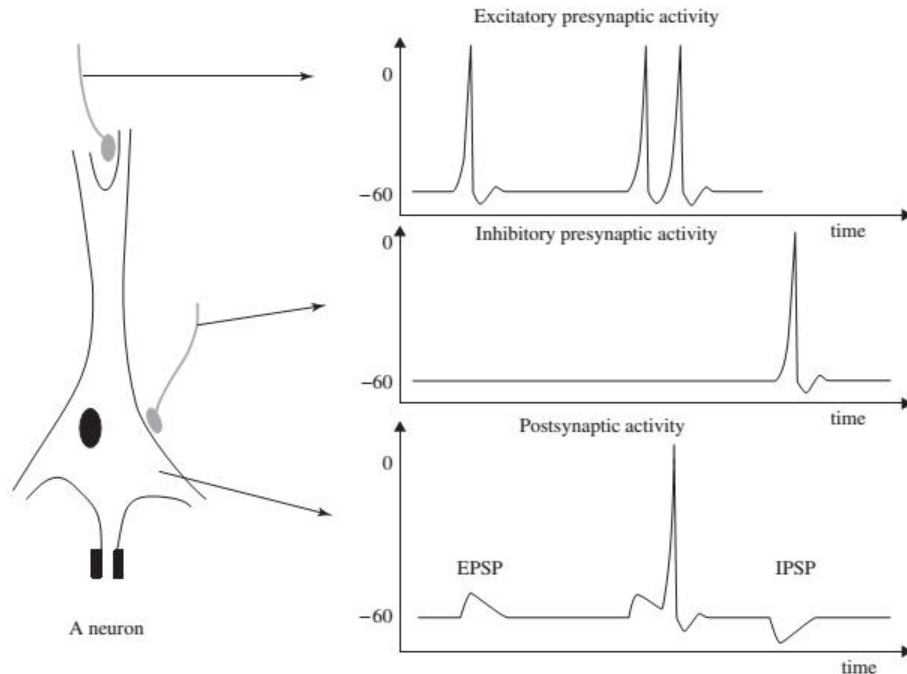 Excitatory presynaptic activity
0
−60
time
Inhibitory presynaptic activity
0
−60
time
Postsynaptic activity
0
EPSP
IPSP
−60
time
A neuron